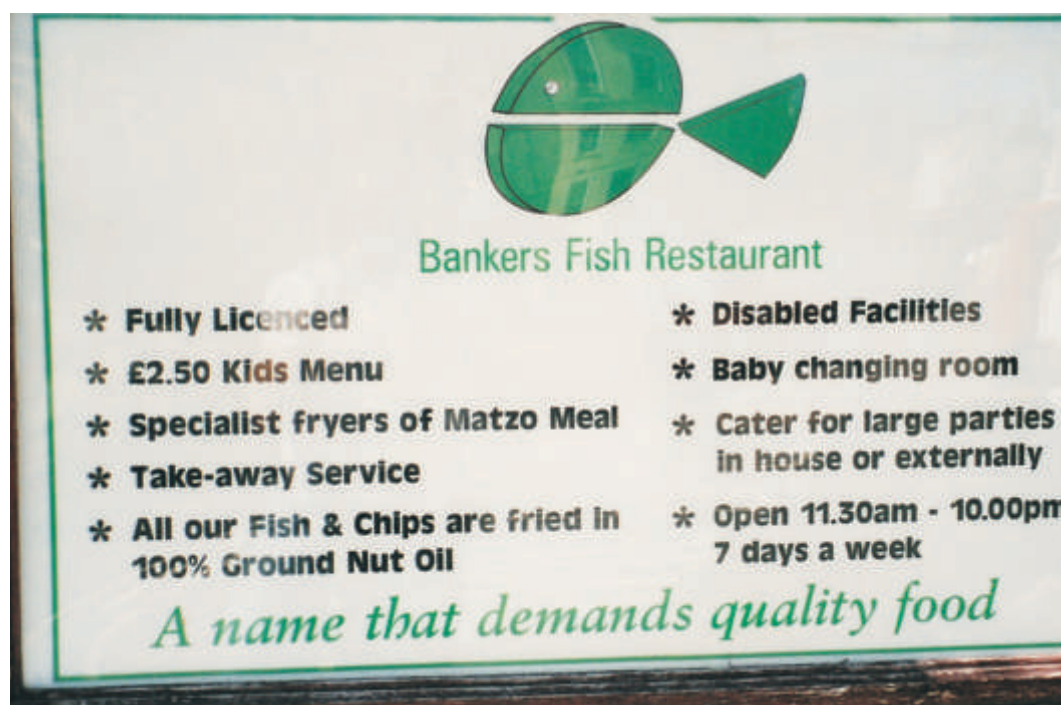 Bankers Fish Restaurant
* Fully Licenced
* £2.50 Kids Menu
* Specialist fryers of Matzo Meal
* Take-away Service
* All our Fish & Chips are fried in
100% Ground Nut Oil
* Disabled Facilities
* Baby changing room
* Cater for large parties
in house or externally
* Open 11.30am - 10.00pm
7 days a week
A name that demands quality food